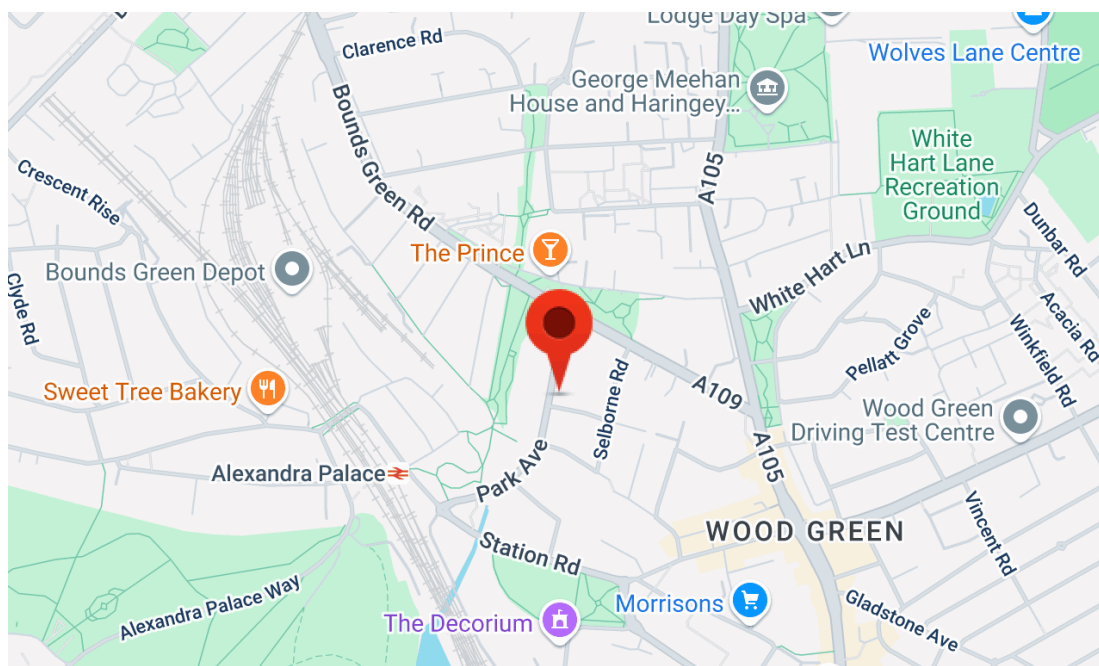 Lodge Day Spa
Wolves Lane Centre
Clarence Rd
George Meehan
House and Haringey...
Bounds Green Rd
A105
White
Hart Lane
Recreation
Ground
Crescent Rise
Dunbar Rd
The Prince
Bounds Green Depot
White Hart Ln
Clyde Rd
Acacia Rd
Pellatt Grove
Winkfield Rd
Sweet Tree Bakery
Selborne Rd
A109
Wood Green
Driving Test Centre
A105
Alexandra Palace
Park Ave
Vincent Rd
WOOD GREEN
Station Rd
Alexandra Palace Way
Morrisons
The Decorium
Gladstone Ave